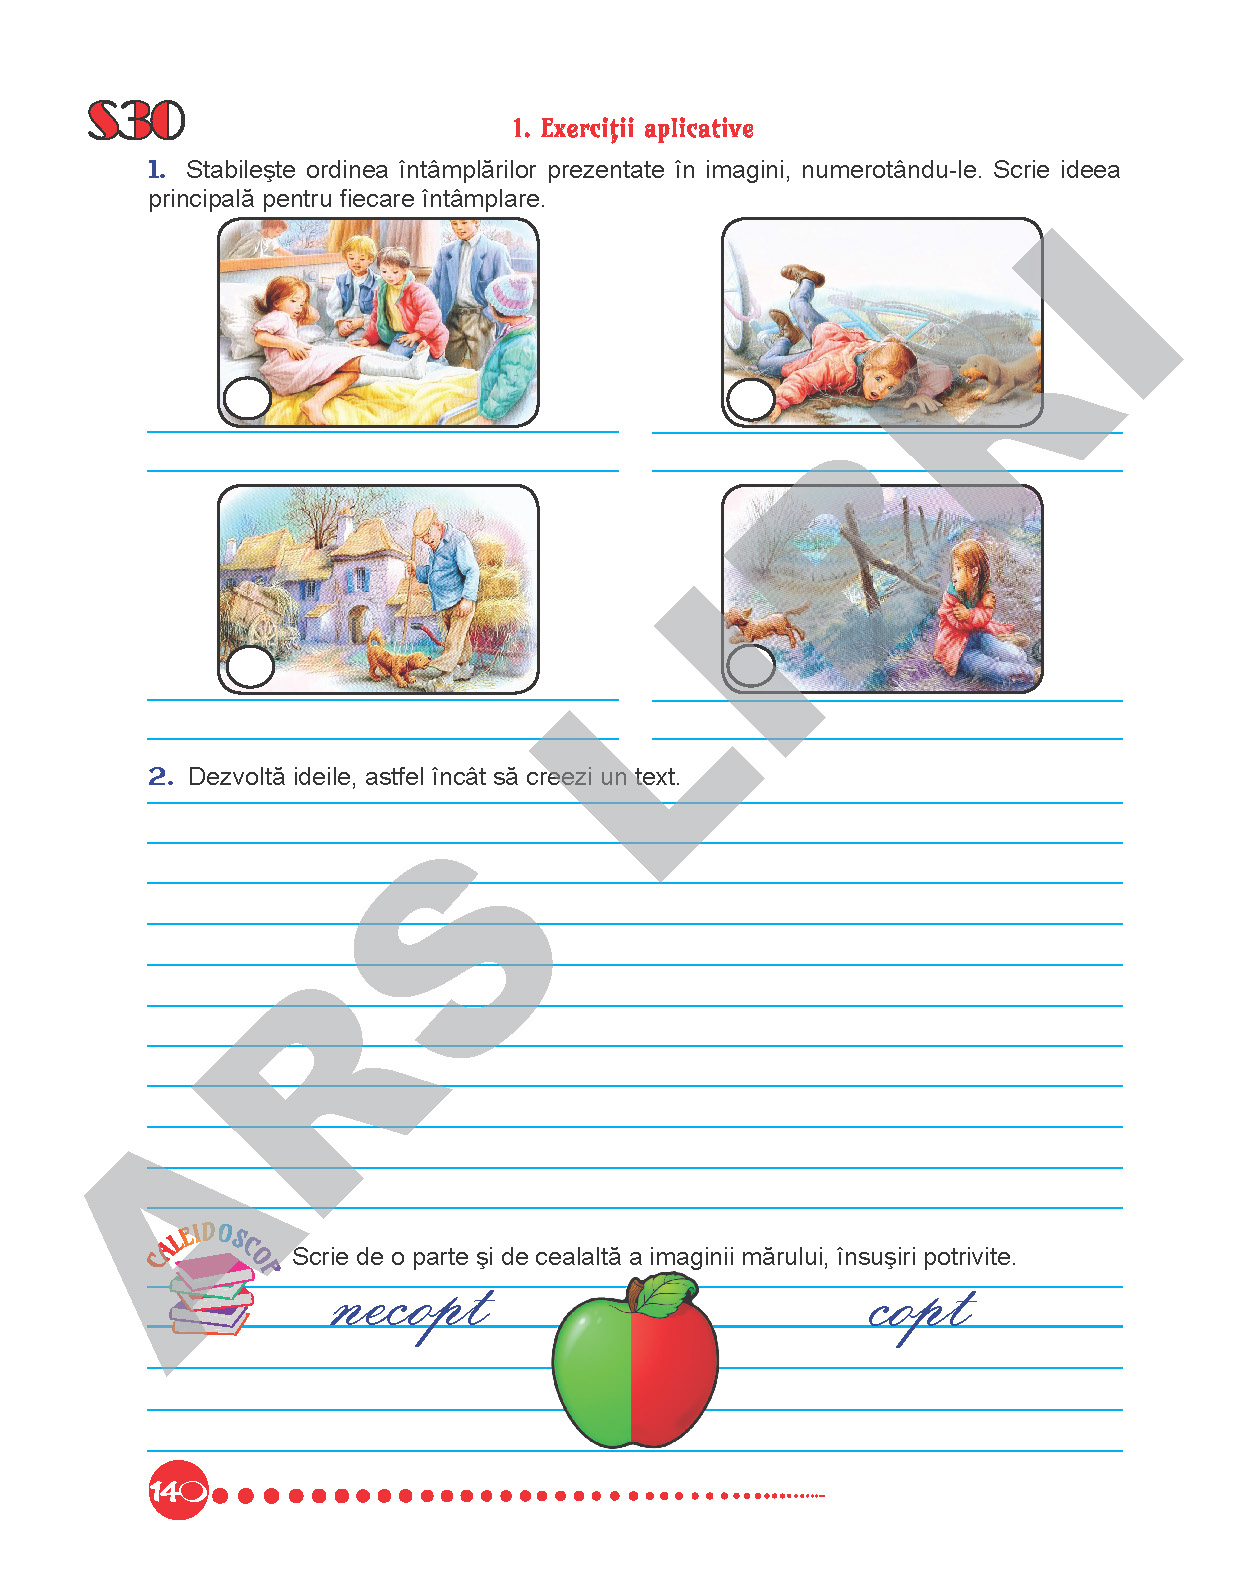 S30
1. Exerciţii aplicative
1. Stabileşte ordinea întâmplărilor prezentate în imagini, numerotându-le. Scrie ideea
principală pentru fiecare întâmplare.
2. Dezvoltă ideile, astfel încât să creezi un text.
ARS LIBRI
CALEIDOSCOP
Scrie de o parte şi de cealaltă a imaginii mărului, însuşiri potrivite.
necopt copt
140